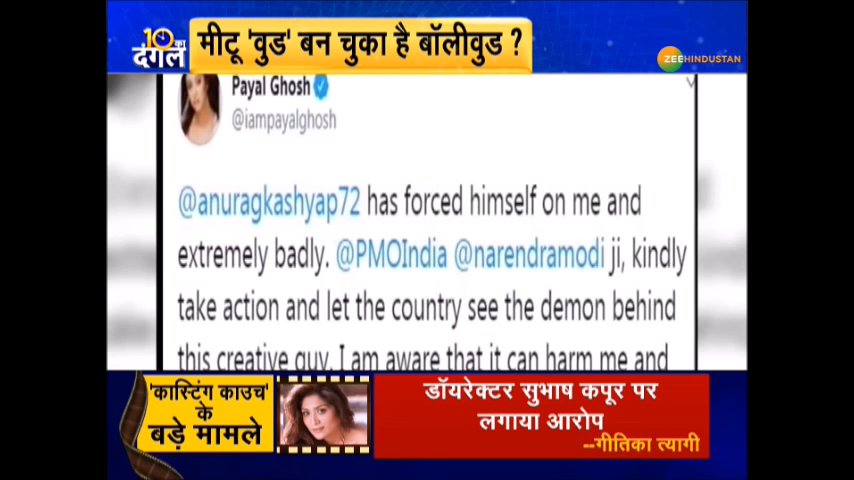 10 का
दंगल
मीटू 'वुड' बन चुका है बॉलीवुड ?
ZEE HINDUSTAN
Payal Ghosh
@iampayalghosh
@anuragkashyap72 has forced himself on me and
extremely badly. @PMOIndia @narendramodi ji, kindly
take action and let the country see the demon behind
this creative guy. I am aware that it can harm me and
'कास्टिंग काउच'
के
बड़े मामले
डॉयरेक्टर सुभाष कपूर पर
लगाया आरोप
--गीतिका त्यागी